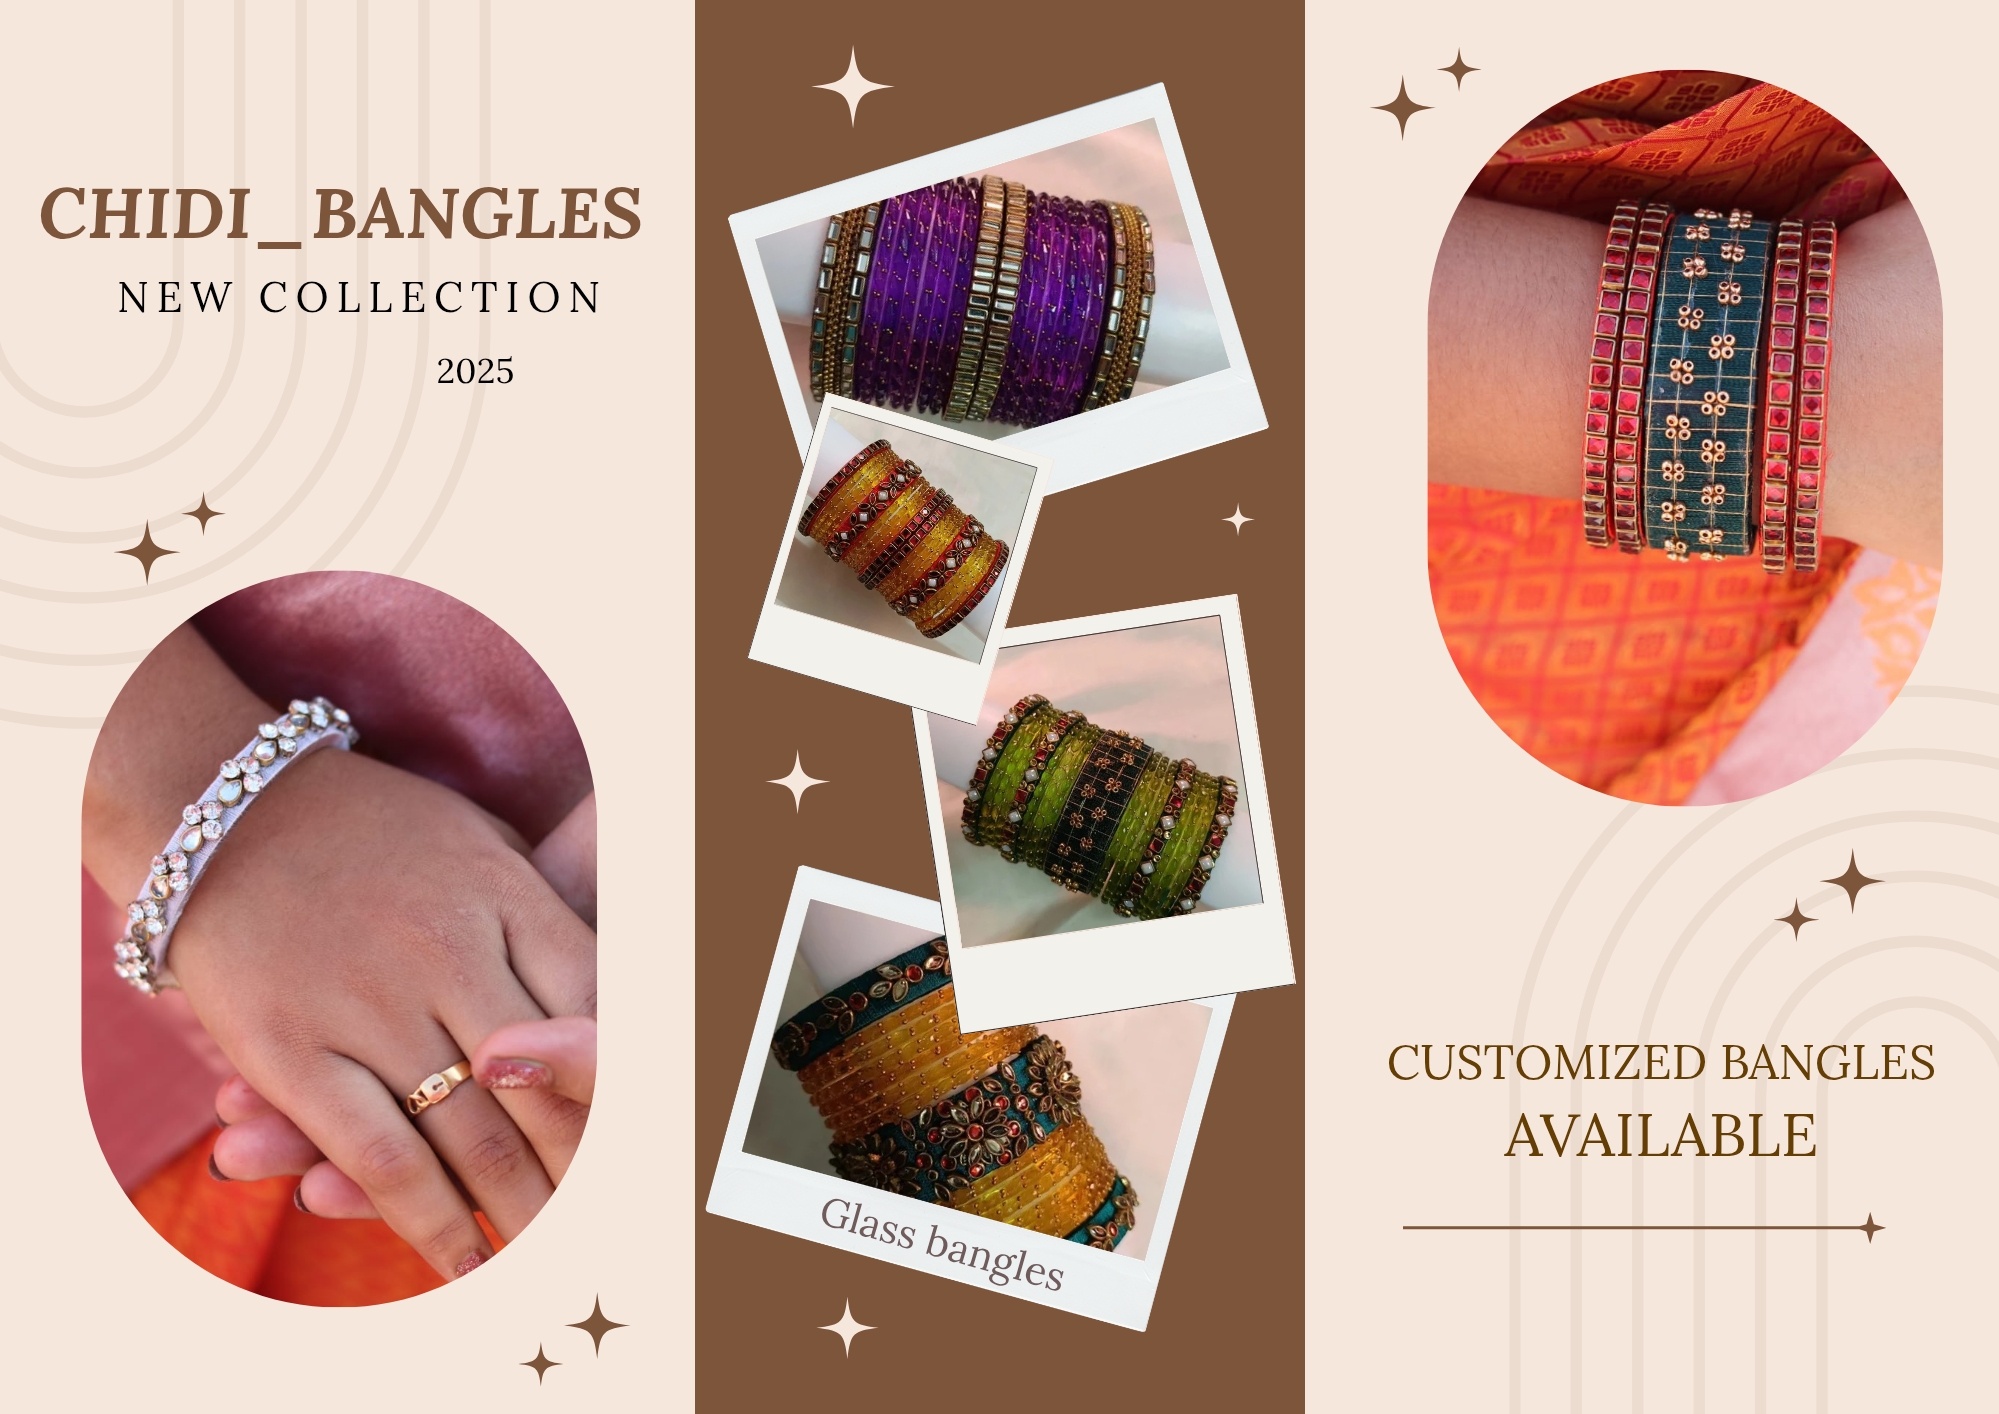 CHIDI_BANGLES
NEW COLLECTION
2025
Glass bangles
CUSTOMIZED BANGLES
AVAILABLE